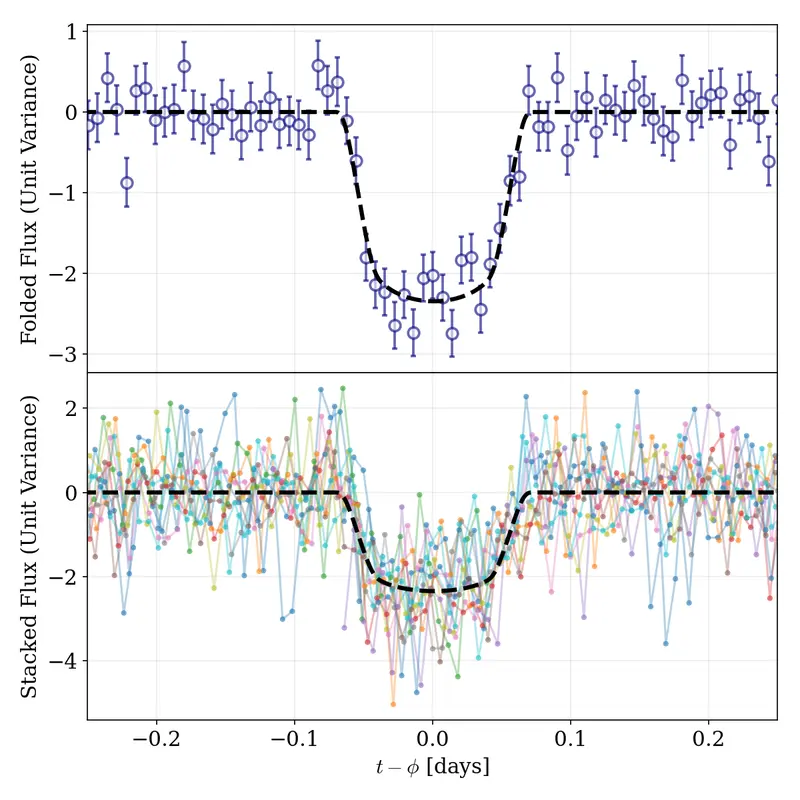 Folded Flux (Unit Variance)
1
0
−1
−2
−3
Stacked Flux (Unit Variance)
2
0
−2
−4
−0.2 −0.1 0.0 0.1 0.2
t − ϕ [days]